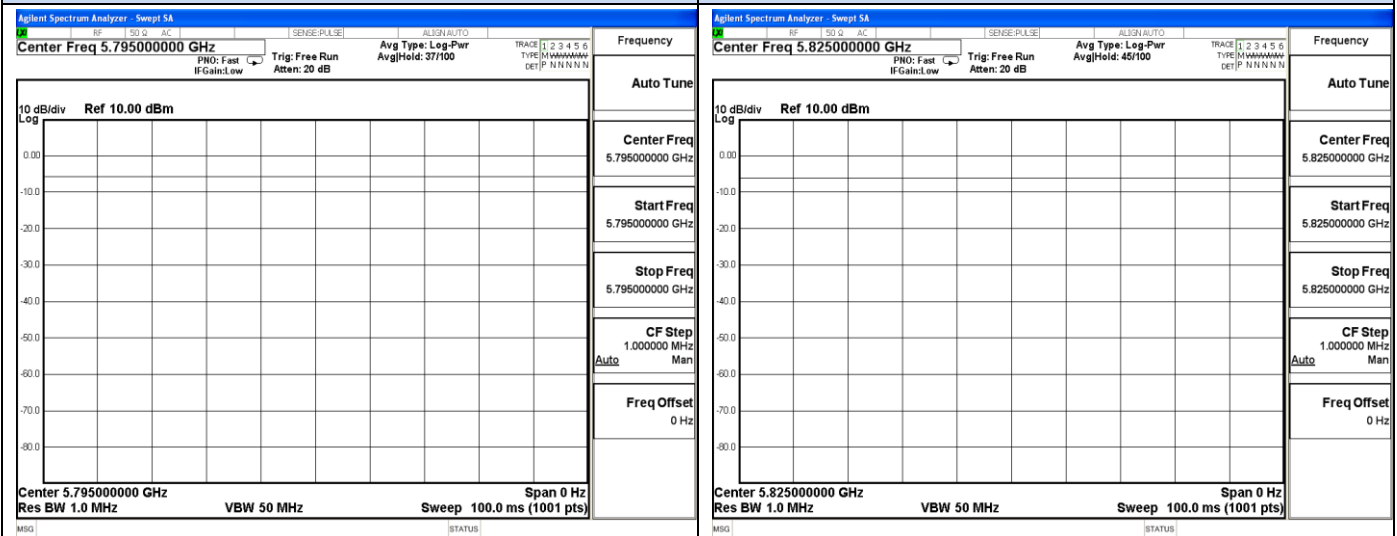 Agilent Spectrum Analyzer - Swept SA
LXI RF 50 Ω AC SENSE:PULSE ALIGN AUTO
Center Freq 5.795000000 GHz
PNO: Fast
IFGain:Low
Trig: Free Run
Atten: 20 dB
Avg Type: Log-Pwr
Avg|Hold: 37/100
TRACE 1 2 3 4 5 6
TYPE M WWWWW
DET P N N N N N
10 dB/div Ref 10.00 dBm
Log
0.00
-10.0
-20.0
-30.0
-40.0
-50.0
-60.0
-70.0
-80.0
Center 5.795000000 GHz Span 0 Hz
Res BW 1.0 MHz VBW 50 MHz Sweep 100.0 ms (1001 pts)
MSG STATUS
Frequency
Auto Tune
Center Freq
5.795000000 GHz
Start Freq
5.795000000 GHz
Stop Freq
5.795000000 GHz
CF Step
1.000000 MHz
Auto Man
Freq Offset
0 Hz
Agilent Spectrum Analyzer - Swept SA
LXI RF 50 Ω AC SENSE:PULSE ALIGN AUTO
Center Freq 5.825000000 GHz
PNO: Fast
IFGain:Low
Trig: Free Run
Atten: 20 dB
Avg Type: Log-Pwr
Avg|Hold: 45/100
TRACE 1 2 3 4 5 6
TYPE M WWWWW
DET P N N N N N
10 dB/div Ref 10.00 dBm
Log
0.00
-10.0
-20.0
-30.0
-40.0
-50.0
-60.0
-70.0
-80.0
Center 5.825000000 GHz Span 0 Hz
Res BW 1.0 MHz VBW 50 MHz Sweep 100.0 ms (1001 pts)
MSG STATUS
Frequency
Auto Tune
Center Freq
5.825000000 GHz
Start Freq
5.825000000 GHz
Stop Freq
5.825000000 GHz
CF Step
1.000000 MHz
Auto Man
Freq Offset
0 Hz